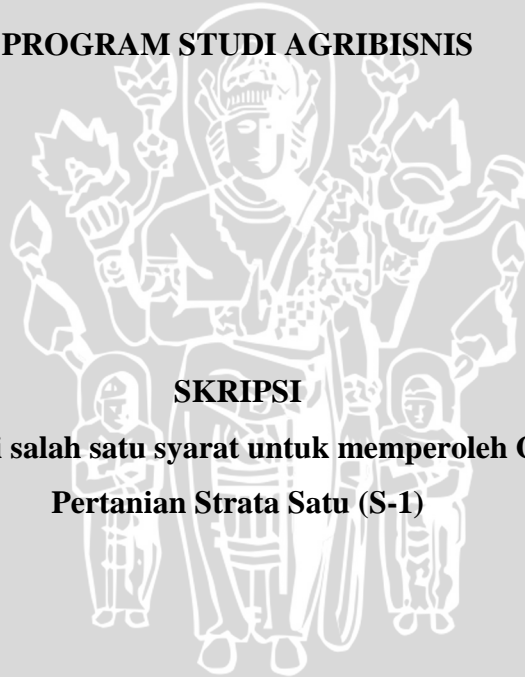 PROGRAM STUDI AGRIBISNIS
SKRIPSI
i salah satu syarat untuk memperoleh
Pertanian Strata Satu (S-1)